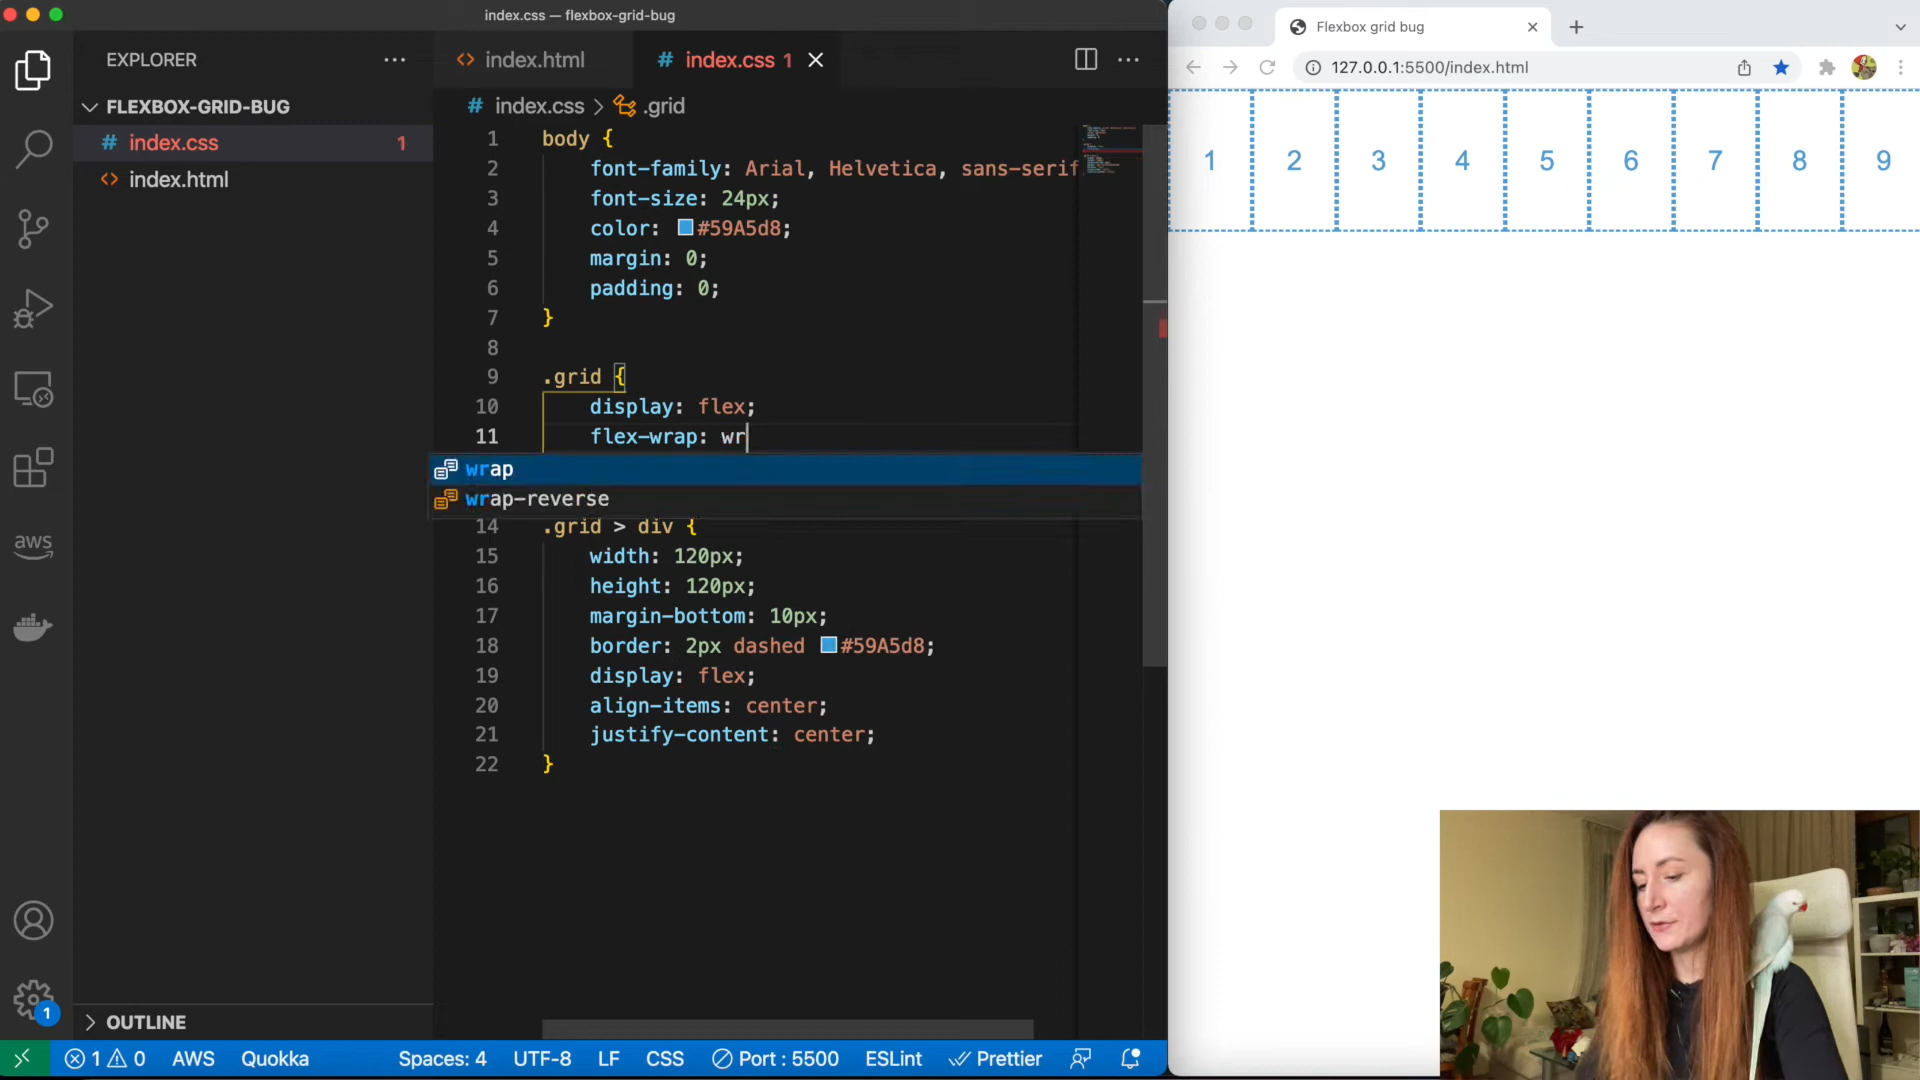 index.css — flexbox-grid-bug
EXPLORER
FLEXBOX-GRID-BUG
# index.css 1
<> index.html
OUTLINE
<> index.html
# index.css 1
# index.css > .grid
1 body {
2 font-family: Arial, Helvetica, sans-serif
3 font-size: 24px;
4 color: #59A5d8;
5 margin: 0;
6 padding: 0;
7 }
8
9 .grid {
10 display: flex;
11 flex-wrap: wr
wrap
wrap-reverse
14 .grid > div {
15 width: 120px;
16 height: 120px;
17 margin-bottom: 10px;
18 border: 2px dashed #59A5d8;
19 display: flex;
20 align-items: center;
21 justify-content: center;
22 }
aws
1
1 0 AWS Quokka Spaces: 4 UTF-8 LF CSS Port : 5500 ESLint Prettier
Flexbox grid bug
127.0.0.1:5500/index.html
1 2 3 4 5 6 7 8 9